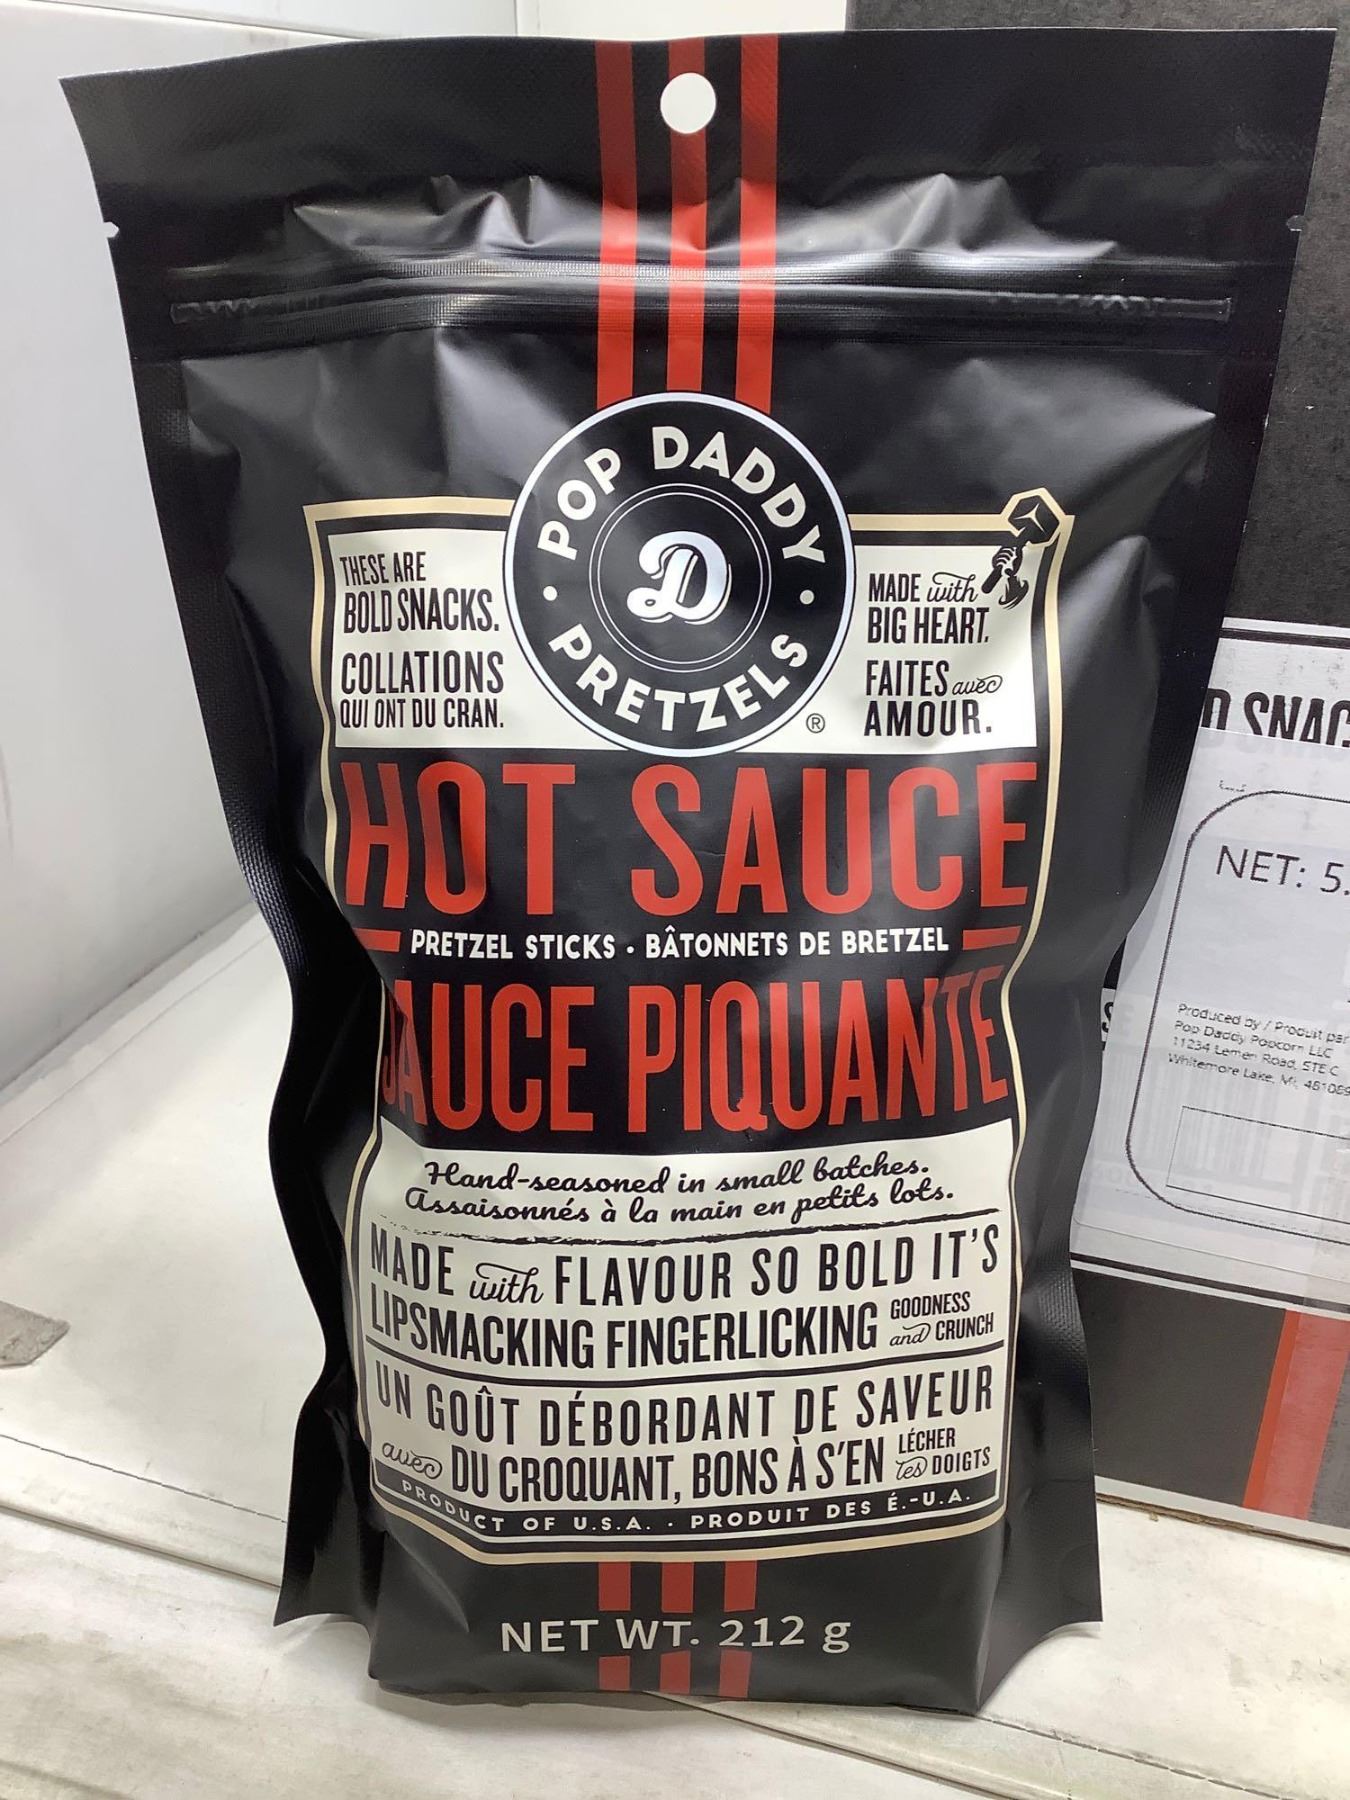 POP DADDY
D
PRETZELS
®
THESE ARE
BOLD SNACKS.
COLLATIONS
QUI ONT DU CRAN.
MADE with
BIG HEART.
FAITES avec
AMOUR.
HOT SAUCE
PRETZEL STICKS • BÂTONNETS DE BRETZEL
SAUCE PIQUANTE
Hand-seasoned in small batches.
Assaisonnés à la main en petits lots.
MADE with FLAVOUR SO BOLD IT'S
LIPSMACKING FINGERLICKING GOODNESS and CRUNCH
UN GOÛT DÉBORDANT DE SAVEUR
avec DU CROQUANT, BONS À S'EN LÉCHER les DOIGTS
PRODUCT OF U.S.A. • PRODUIT DES É.-U.A.
NET WT. 212 g
NET: 5.
Produced by / Produit par
Pop Daddy Popcorn LLC
11234 Lemen Road, STE C
Whitemore Lake, MI,